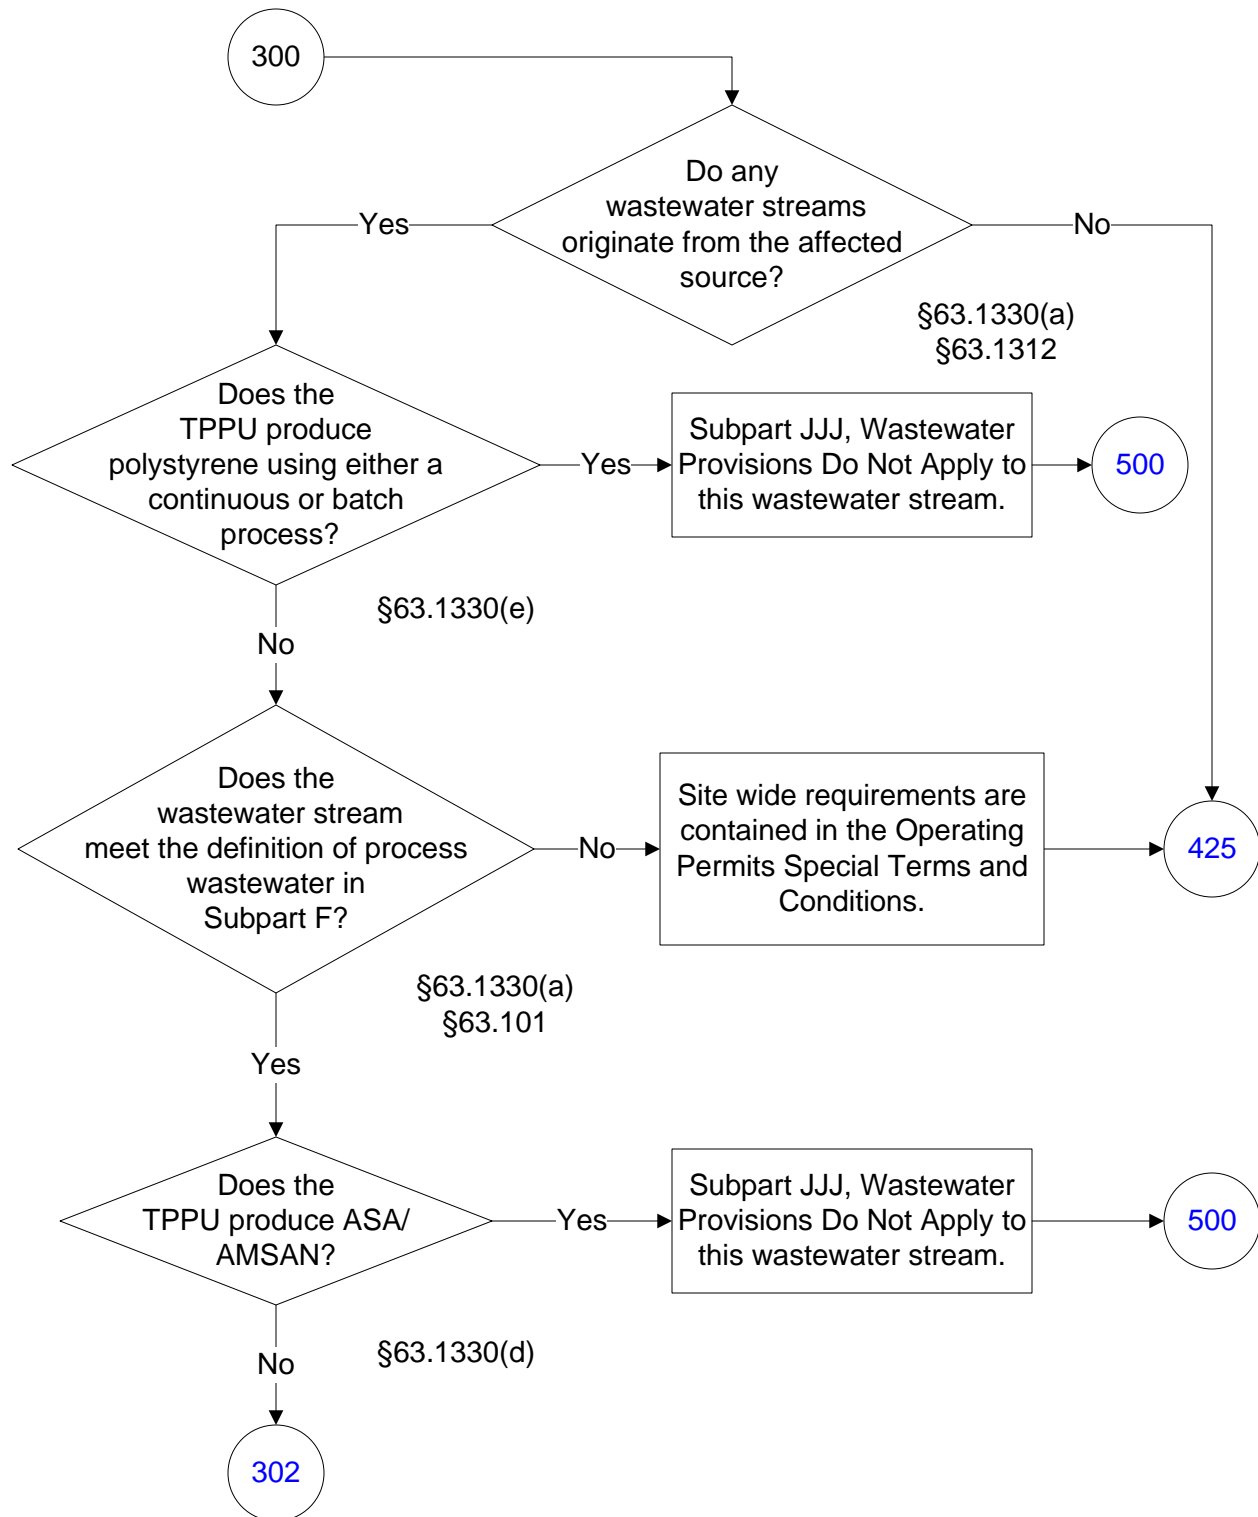 300
Do any
wastewater streams
originate from the affected
source?
Yes
No
§63.1330(a)
§63.1312
Does the
TPPU produce
polystyrene using either a
continuous or batch
process?
Yes
Subpart JJJ, Wastewater
Provisions Do Not Apply to
this wastewater stream.
500
§63.1330(e)
No
Does the
wastewater stream
meet the definition of process
wastewater in
Subpart F?
No
Site wide requirements are
contained in the Operating
Permits Special Terms and
Conditions.
425
§63.1330(a)
§63.101
Yes
Does the
TPPU produce ASA/
AMSAN?
Yes
Subpart JJJ, Wastewater
Provisions Do Not Apply to
this wastewater stream.
500
§63.1330(d)
No
302